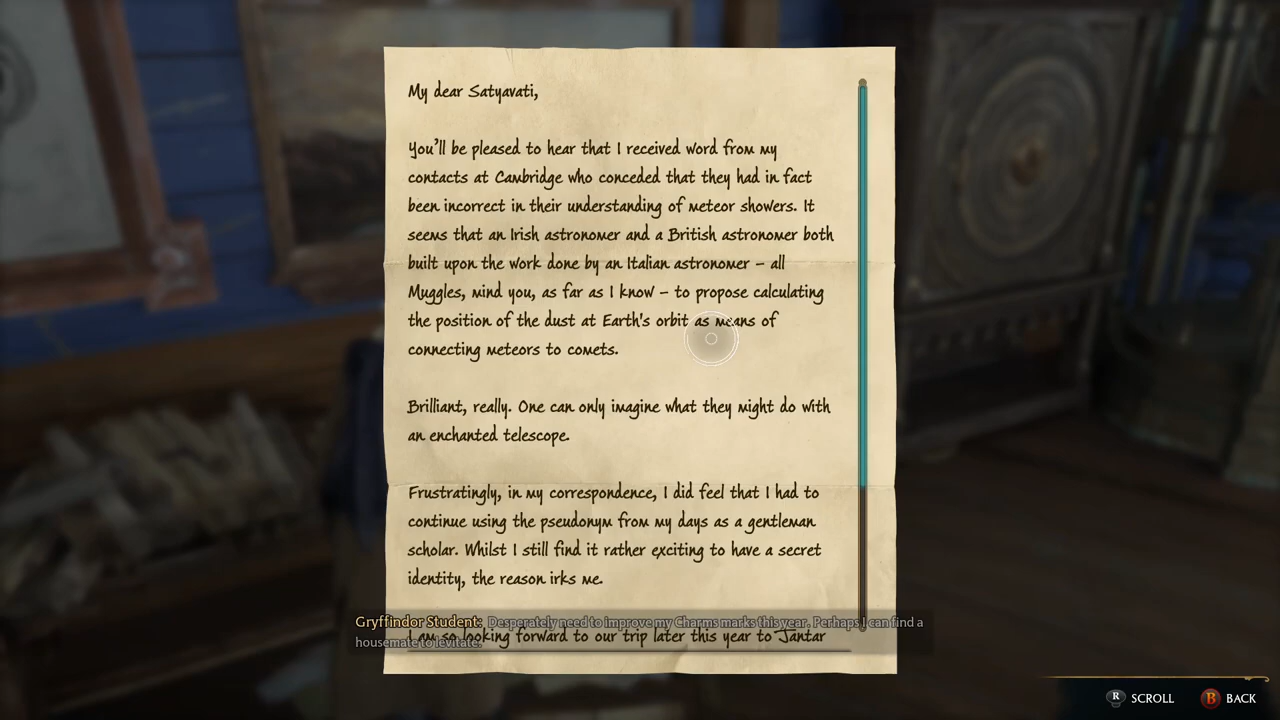 My dear Satyavati,
You'll be pleased to hear that I received word from my
contacts at Cambridge who conceded that they had in fact
been incorrect in their understanding of meteor showers. It
seems that an Irish astronomer and a British astronomer both
built upon the work done by an Italian astronomer – all
Muggles, mind you, as far as I know – to propose calculating
the position of the dust at Earth's orbit as means of
connecting meteors to comets.
Brilliant, really. One can only imagine what they might do with
an enchanted telescope.
Frustratingly, in my correspondence, I did feel that I had to
continue using the pseudonym from my days as a gentleman
scholar. Whilst I still find it rather exciting to have a secret
identity, the reason irks me.
Gryffindor Student: Desperately need to improve my Charms marks this year. Perhaps I can find a
I am so looking forward to our trip later this year to Jantar
housemate to levitate.
R SCROLL B BACK